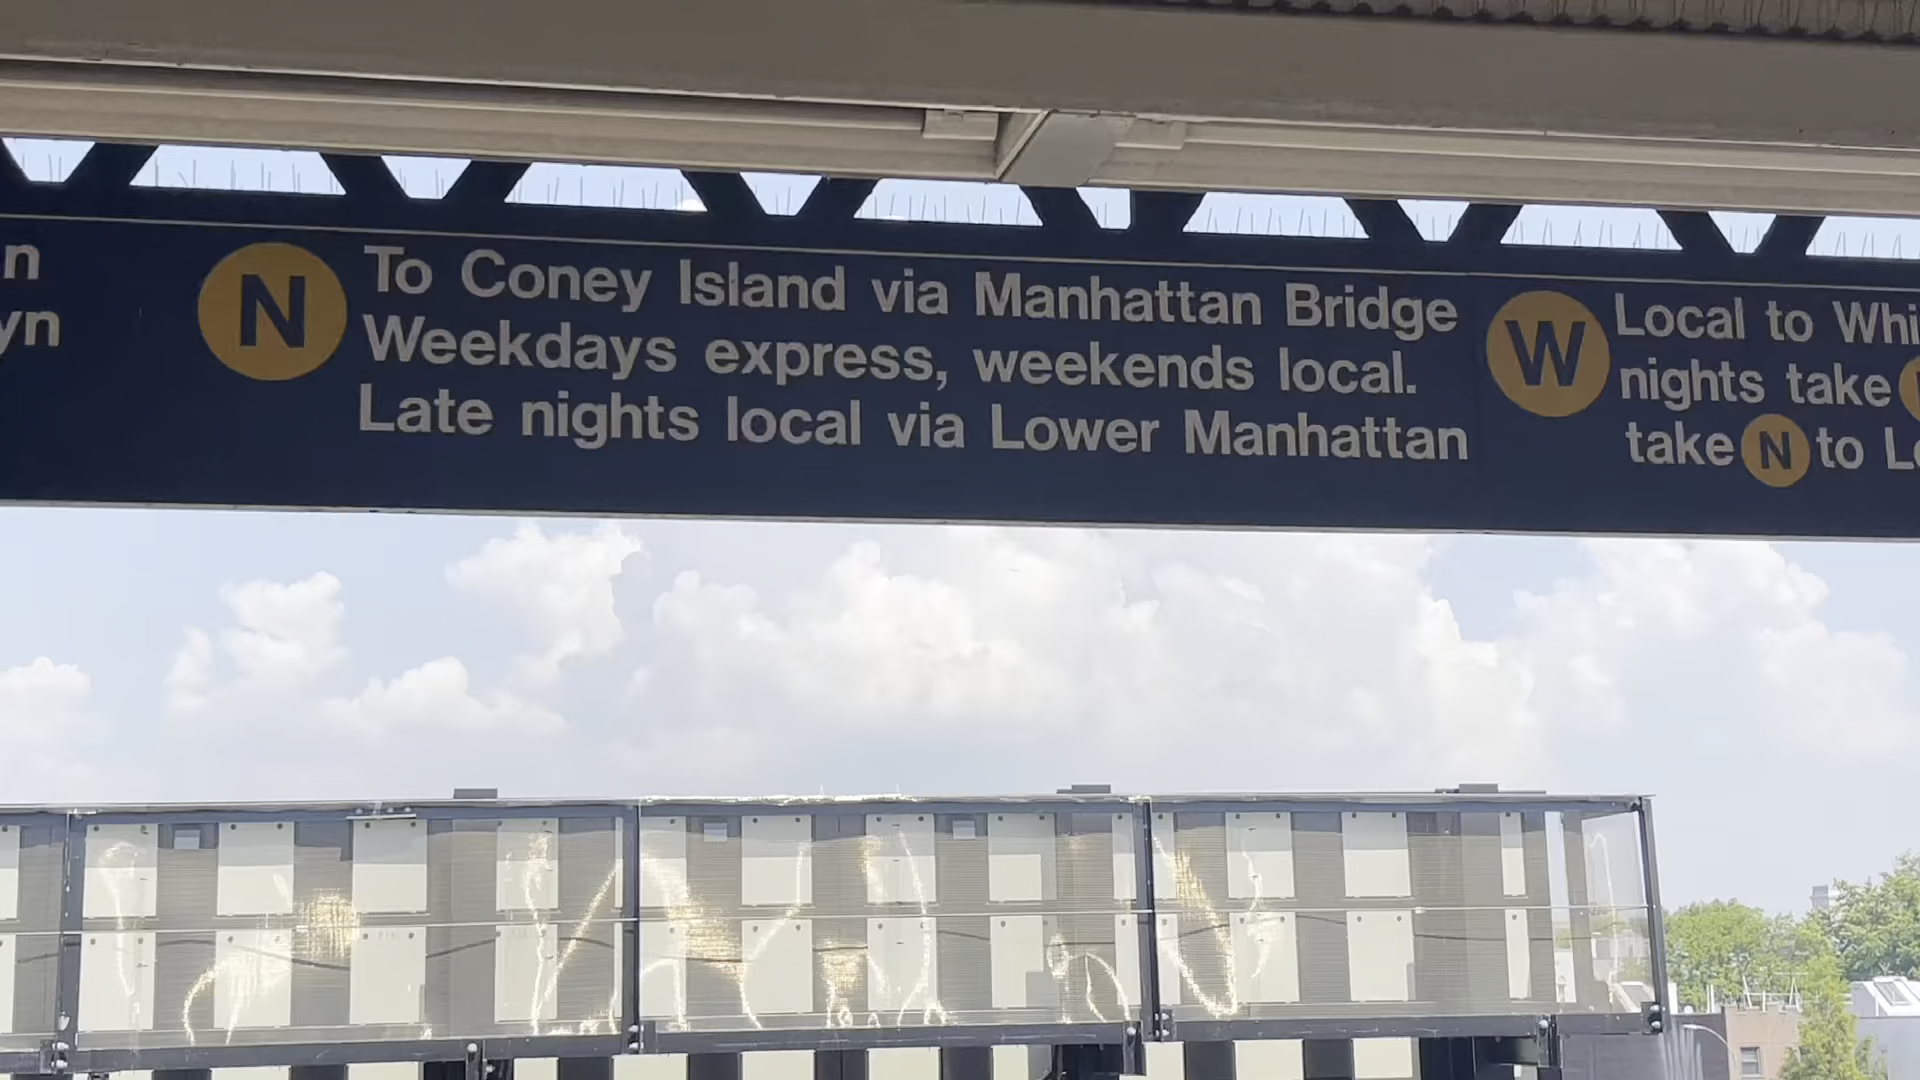 N To Coney Island via Manhattan Bridge
Weekdays express, weekends local.
Late nights local via Lower Manhattan
W Local to
nights take
take N to